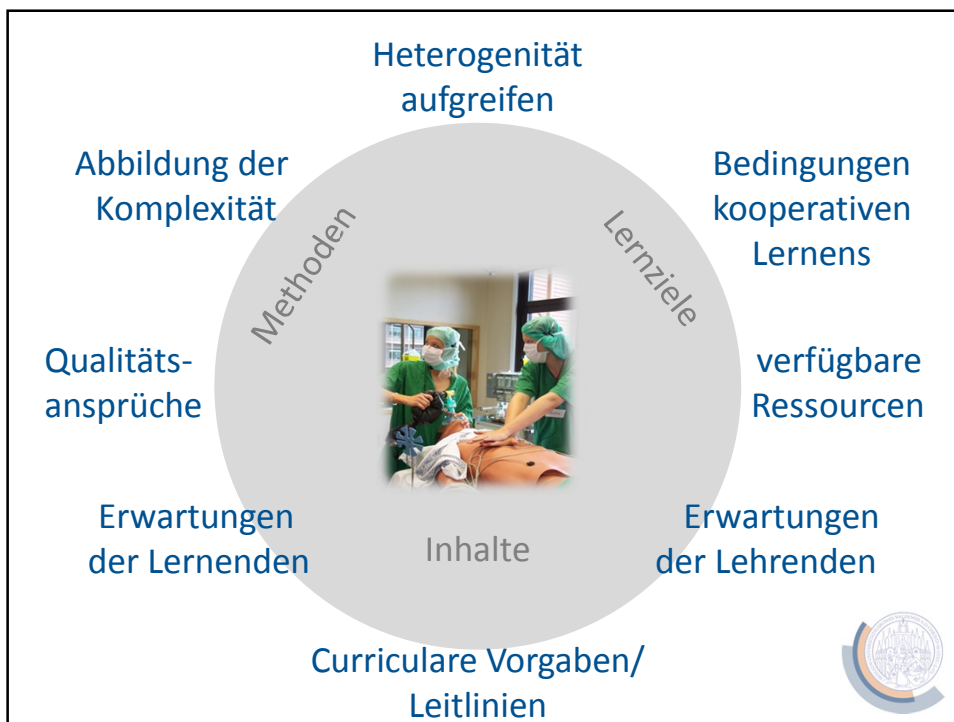 Heterogenität
aufgreifen
Abbildung der
Komplexität
Bedingungen
kooperativen
Lernens
Methoden
Lernziele
Qualitäts-
ansprüche
verfügbare
Ressourcen
Erwartungen
der Lernenden
Inhalte
Erwartungen
der Lehrenden
Curriculare Vorgaben/
Leitlinien